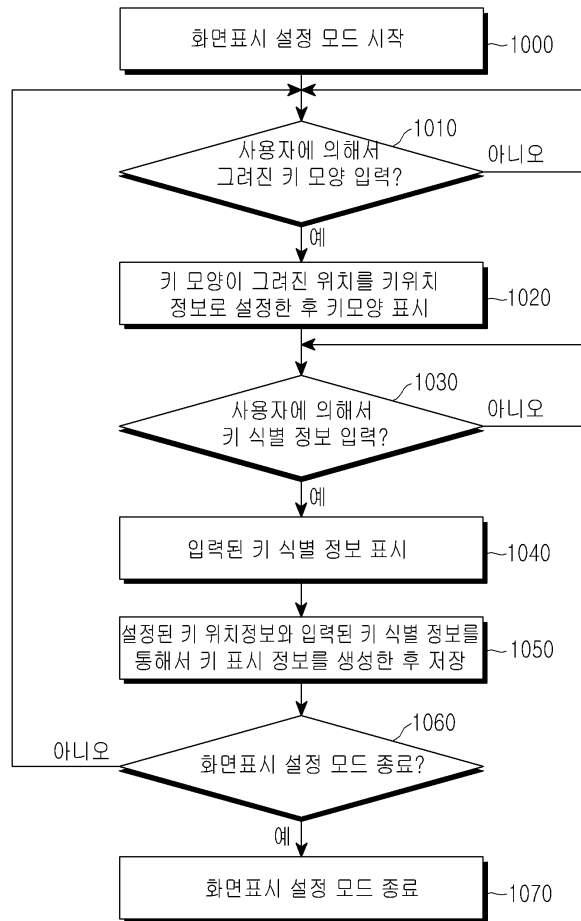 화면표시 설정 모드 시작
1000
1010
사용자에 의해서
그려진 키 모양 입력?
아니오
예
키 모양이 그려진 위치를 키위치
정보로 설정한 후 키모양 표시
1020
1030
사용자에 의해서
키 식별 정보 입력?
아니오
예
입력된 키 식별 정보 표시
1040
설정된 키 위치정보와 입력된 키 식별 정보를
통해서 키 표시 정보를 생성한 후 저장
1050
1060
아니오
화면표시 설정 모드 종료?
예
화면표시 설정 모드 종료
1070